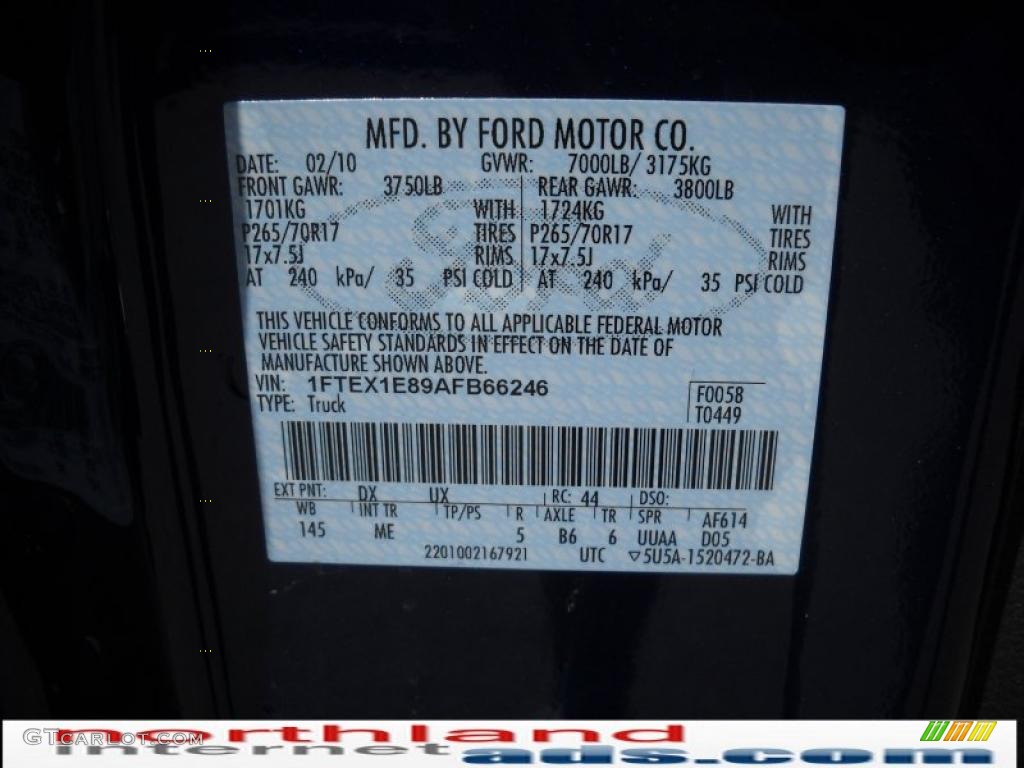 MFD. BY FORD MOTOR CO.
DATE: 02/10 GVWR: 7000LB/ 3175KG
FRONT GAWR: 3750LB REAR GAWR: 3800LB
1701KG WITH 1724KG WITH
P265/70R17 TIRES P265/70R17 TIRES
17x7.5J RIMS 17x7.5J RIMS
AT 240 kPa/ 35 PSI COLD AT 240 kPa/ 35 PSI COLD
Ford
THIS VEHICLE CONFORMS TO ALL APPLICABLE FEDERAL MOTOR
VEHICLE SAFETY STANDARDS IN EFFECT ON THE DATE OF
MANUFACTURE SHOWN ABOVE.
VIN: 1FTEX1E89AFB66246
TYPE: Truck
F0058
T0449
EXT PNT: DX UX RC: 44 DSO:
WB INT TR TP/PS R AXLE TR SPR AF614
145 ME 5 B6 6 UUAA D05
2201002167921 UTC ▽5U5A-1520472-BA
northland
internet ads.com
GTCarLot.com